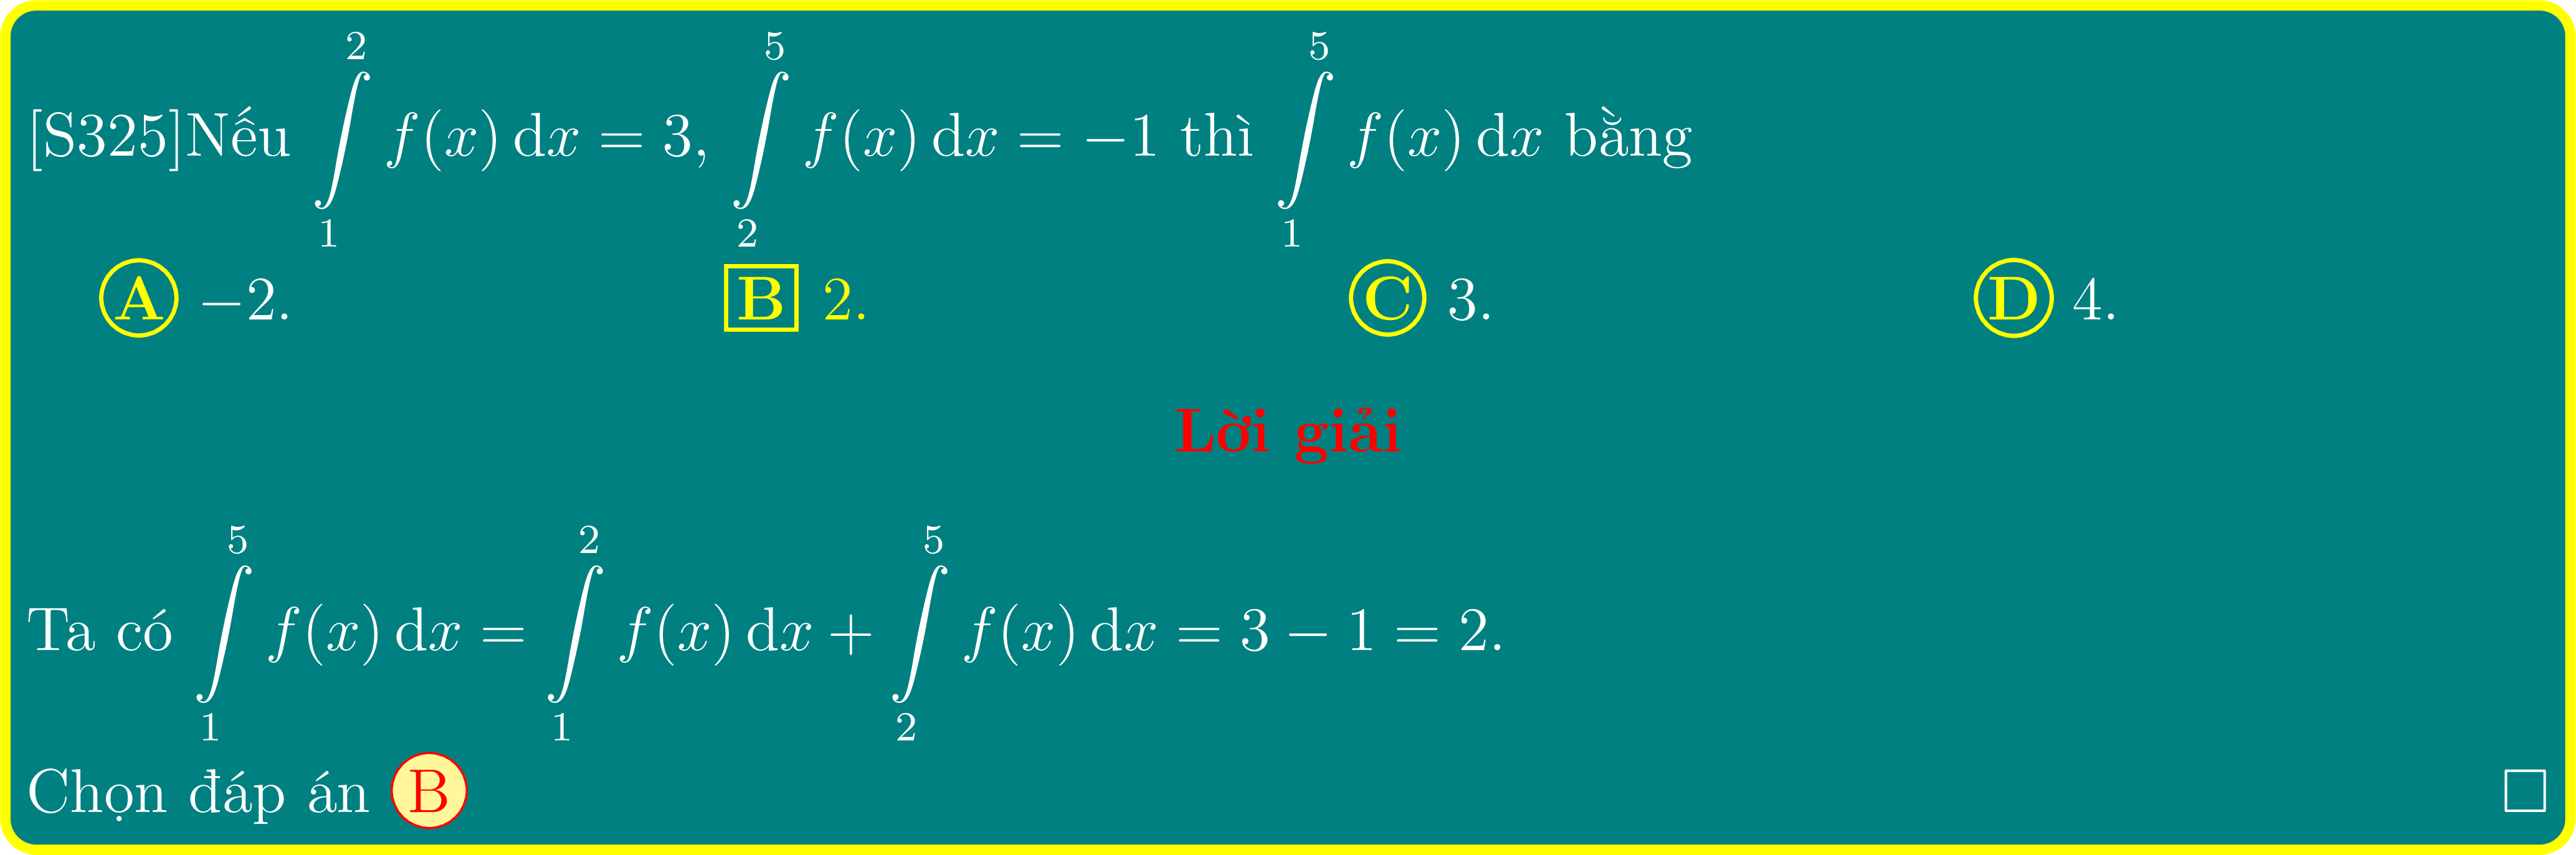 [S325]Nếu $\int\limits_{1}^{2} f(x)\,\mathrm{d}x = 3$, $\int\limits_{2}^{5} f(x)\,\mathrm{d}x = -1$ thì $\int\limits_{1}^{5} f(x)\,\mathrm{d}x$ bằng
A −2. B 2. C 3. D 4.
Lời giải
Ta có $\int\limits_{1}^{5} f(x)\,\mathrm{d}x = \int\limits_{1}^{2} f(x)\,\mathrm{d}x + \int\limits_{2}^{5} f(x)\,\mathrm{d}x = 3 - 1 = 2.$
Chọn đáp án B □